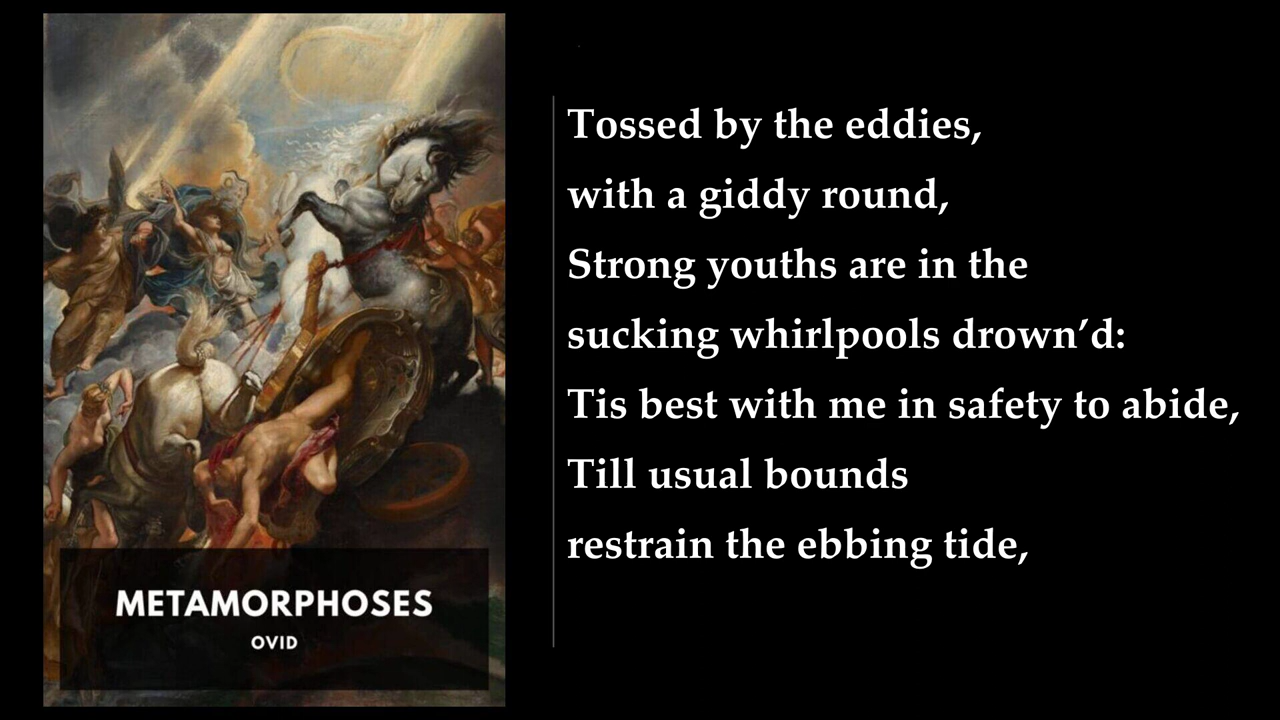 METAMORPHOSES
OVID
Tossed by the eddies,
with a giddy round,
Strong youths are in the
sucking whirlpools drown’d:
Tis best with me in safety to abide,
Till usual bounds
restrain the ebbing tide,